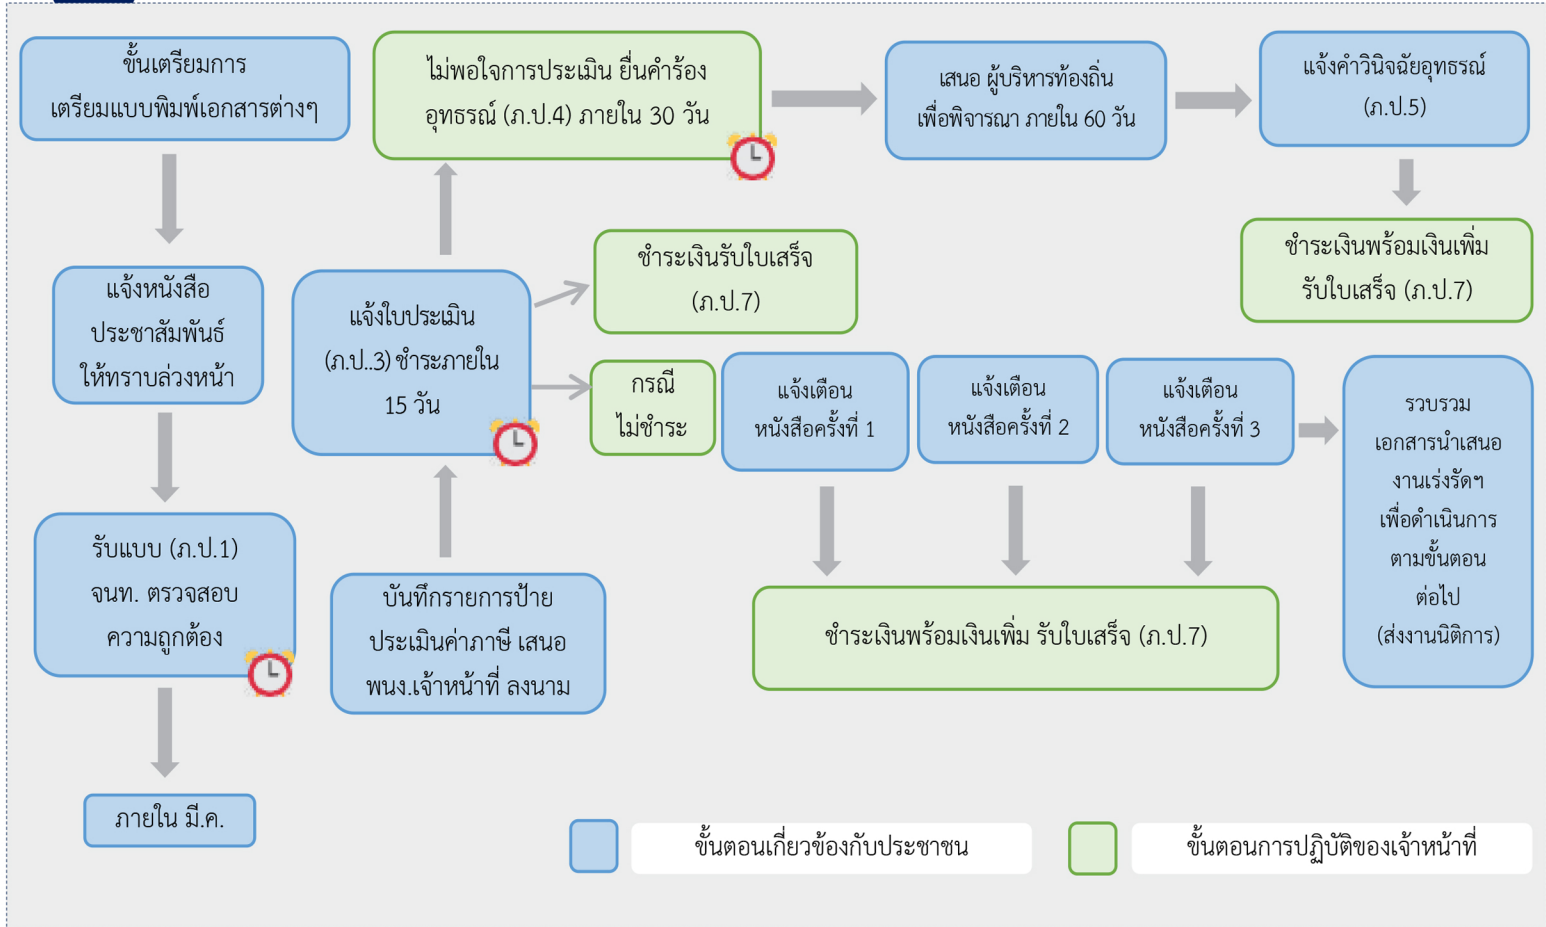 ขั้นเตรียมการ
เตรียมแบบพิมพ์เอกสารต่างๆ
แจ้งหนังสือ
ประชาสัมพันธ์
ให้ทราบล่วงหน้า
รับแบบ (ภ.ป.1)
จนท. ตรวจสอบ
ความถูกต้อง
ภายใน มี.ค.
บันทึกรายการป้าย
ประเมินค่าภาษี เสนอ
พนง.เจ้าหน้าที่ ลงนาม
แจ้งใบประเมิน
(ภ.ป..3) ชำระภายใน
15 วัน
ไม่พอใจการประเมิน ยื่นคำร้อง
อุทธรณ์ (ภ.ป.4) ภายใน 30 วัน
เสนอ ผู้บริหารท้องถิ่น
เพื่อพิจารณา ภายใน 60 วัน
แจ้งคำวินิจฉัยอุทธรณ์
(ภ.ป.5)
ชำระเงินพร้อมเงินเพิ่ม
รับใบเสร็จ (ภ.ป.7)
ชำระเงินรับใบเสร็จ
(ภ.ป.7)
กรณี
ไม่ชำระ
แจ้งเตือน
หนังสือครั้งที่ 1
แจ้งเตือน
หนังสือครั้งที่ 2
แจ้งเตือน
หนังสือครั้งที่ 3
รวบรวม
เอกสารนำเสนอ
งานเร่งรัดฯ
เพื่อดำเนินการ
ตามขั้นตอน
ต่อไป
(ส่งงานนิติการ)
ชำระเงินพร้อมเงินเพิ่ม รับใบเสร็จ (ภ.ป.7)
ขั้นตอนเกี่ยวข้องกับประชาชน
ขั้นตอนการปฏิบัติของเจ้าหน้าที่